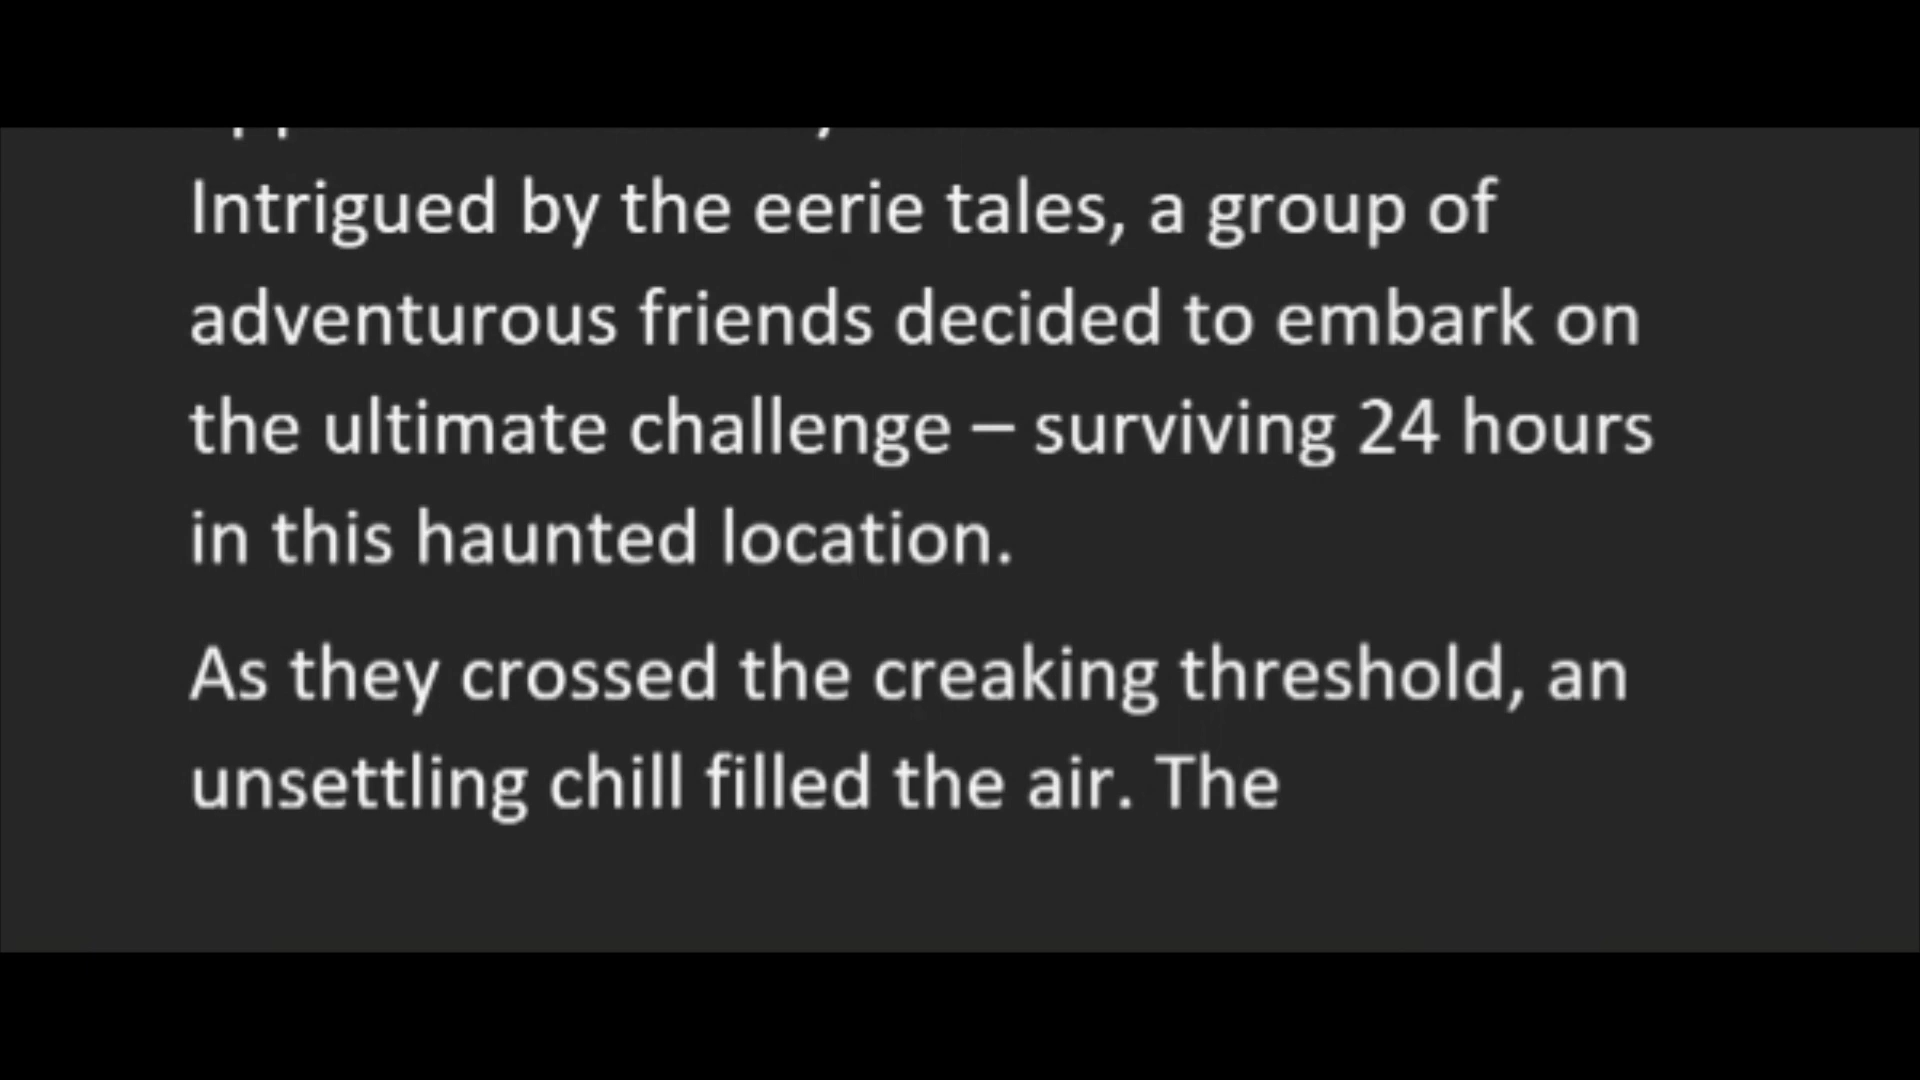 Intrigued by the eerie tales, a group of
adventurous friends decided to embark on
the ultimate challenge – surviving 24 hours
in this haunted location.
As they crossed the creaking threshold, an
unsettling chill filled the air. The